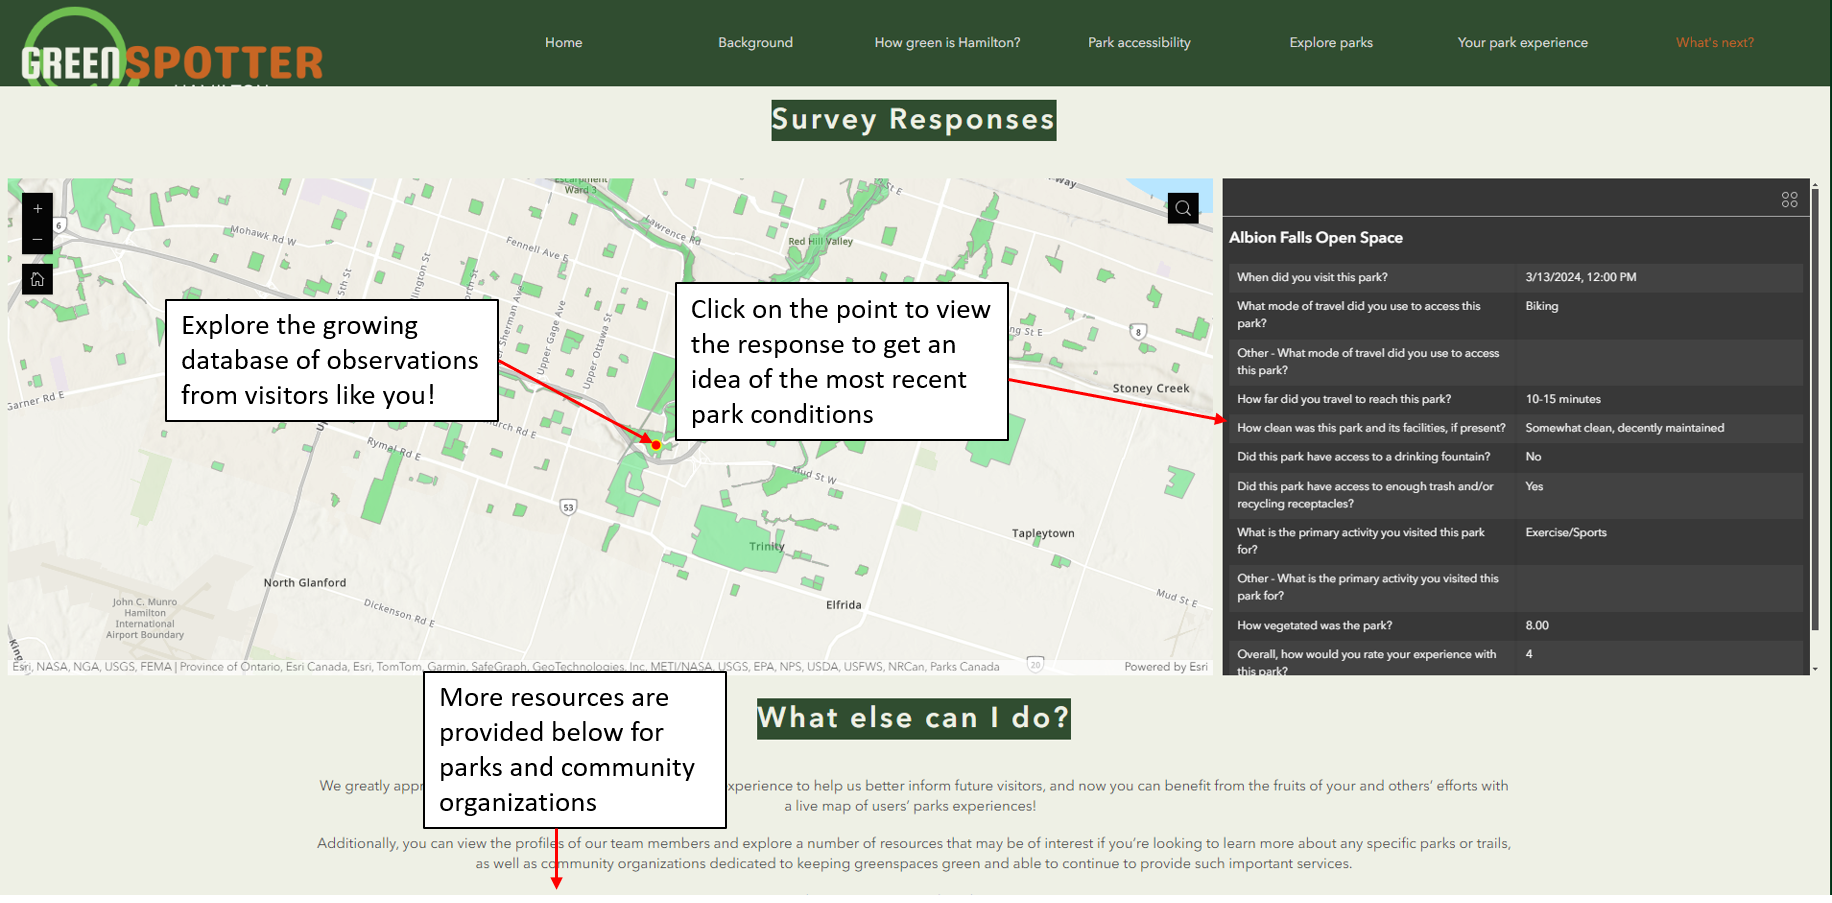 GREENSPOTTER
Home
Background
How green is Hamilton?
Park accessibility
Explore parks
Your park experience
What's next?
Survey Responses
Ward 3
Mohawk Rd W
Fennell Ave E
Lawrence Rd
Red Hill Valley
St E
Way
6
+
−
Explore the growing
database of observations
from visitors like you!
Click on the point to view
the response to get an
idea of the most recent
park conditions
Upper Gage Ave
Upper Ottawa St
Sherman Ave
Garner Rd E
Rymal Rd E
8
Stoney Creek
Mud St W
53
Trinity
Tapleytown
North Glanford
Dickenson Rd E
Elfrida
Mud St E
John C. Munro
Hamilton
International
Airport Boundary
King
20
Esri, NASA, NGA, USGS, FEMA | Province of Ontario, Esri Canada, Esri, TomTom, Garmin, SafeGraph, GeoTechnologies, Inc, METI/NASA, USGS, EPA, NPS, USDA, USFWS, NRCan, Parks Canada
Powered by Esri
Albion Falls Open Space
When did you visit this park? 3/13/2024, 12:00 PM
What mode of travel did you use to access this Biking
park?
Other - What mode of travel did you use to access
this park?
How far did you travel to reach this park? 10-15 minutes
How clean was this park and its facilities, if present? Somewhat clean, decently maintained
Did this park have access to a drinking fountain? No
Did this park have access to enough trash and/or Yes
recycling receptacles?
What is the primary activity you visited this park Exercise/Sports
for?
Other - What is the primary activity you visited this
park for?
How vegetated was the park? 8.00
Overall, how would you rate your experience with 4
this park?
More resources are
provided below for
parks and community
organizations
What else can I do?
We greatly appr xperience to help us better inform future visitors, and now you can benefit from the fruits of your and others' efforts with
a live map of users' parks experiences!
Additionally, you can view the profiles of our team members and explore a number of resources that may be of interest if you're looking to learn more about any specific parks or trails,
as well as community organizations dedicated to keeping greenspaces green and able to continue to provide such important services.